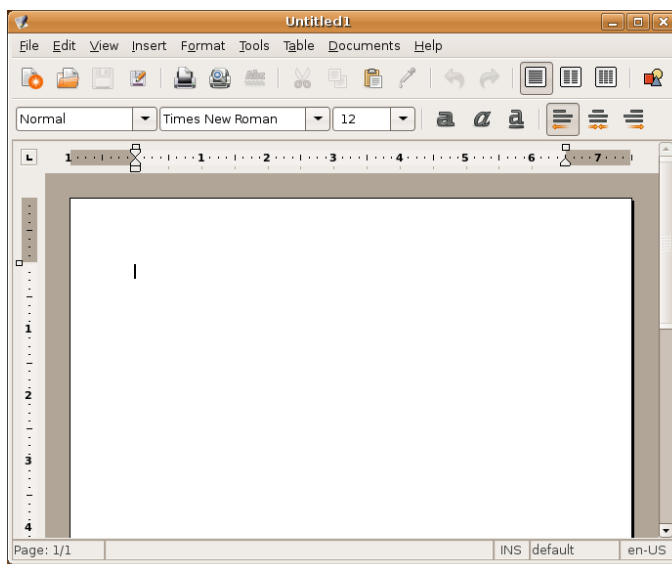 Untitled1
File Edit View Insert Format Tools Table Documents Help
Abc
Normal Times New Roman 12 a a a
L 1 1 2 3 4 5 6 7
1
2
3
4
Page: 1/1 INS default en-US